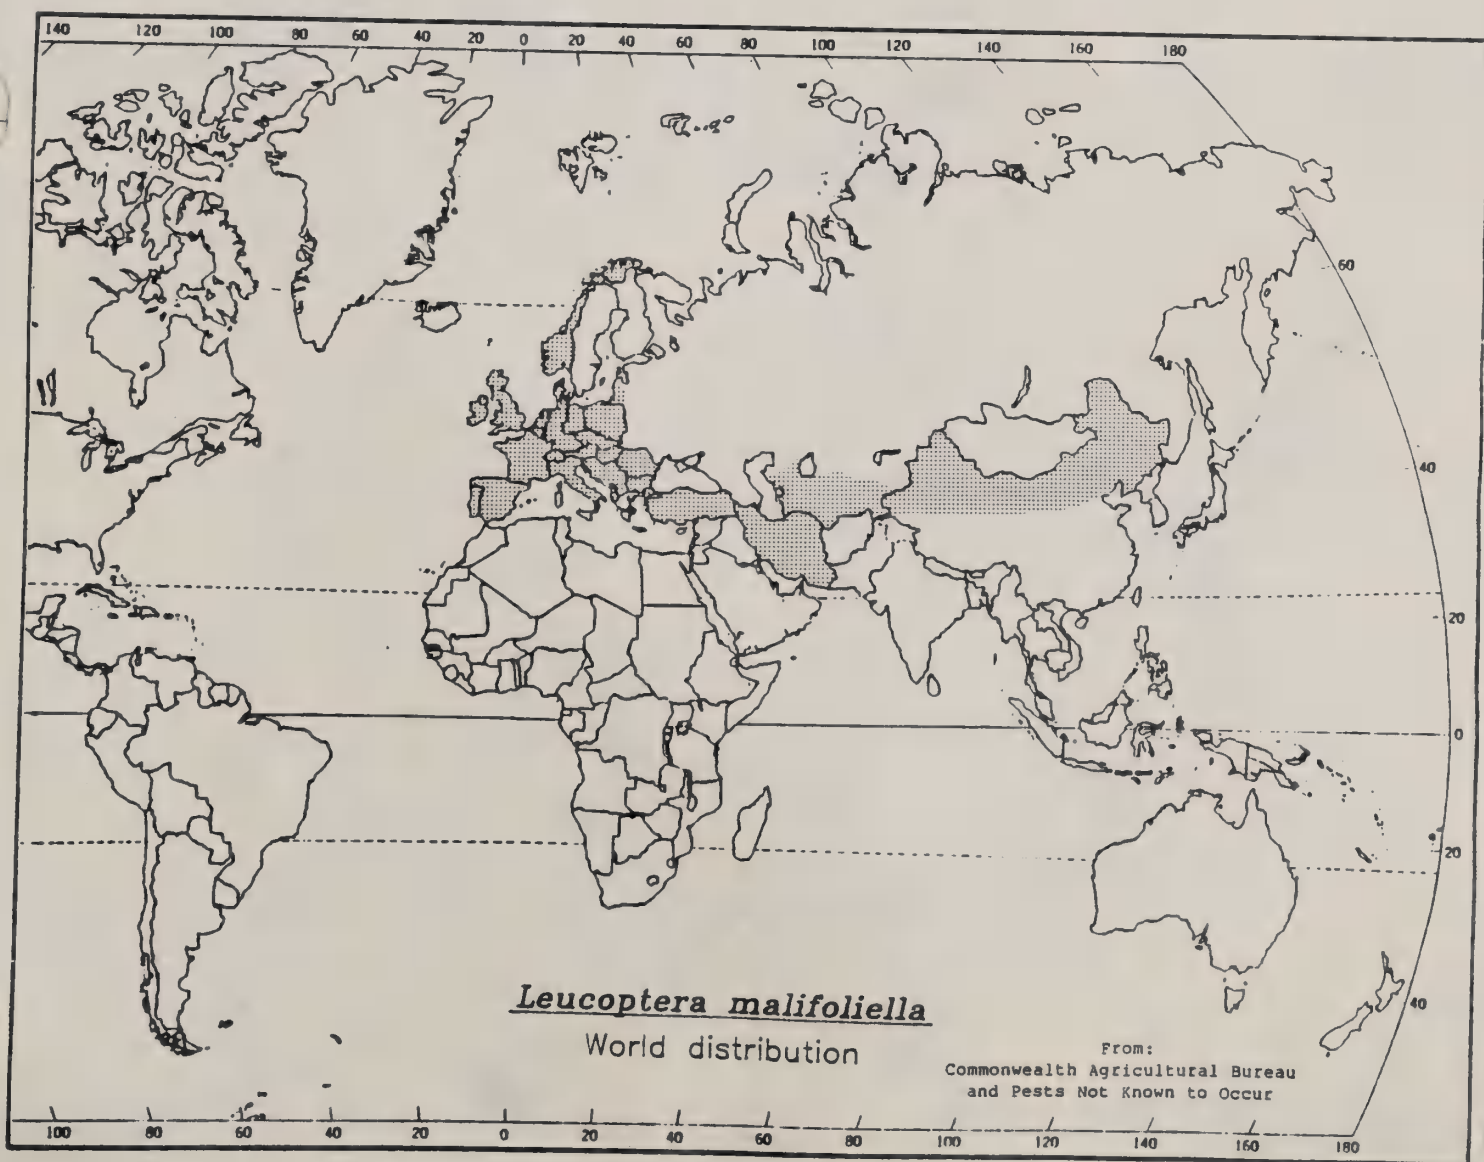 140 120 100 80 60 40 20 0 20 40 60 80 100 120 140 160 180
60
40
20
0
20
40
Leucoptera malifoliella
World distribution
From:
Commonwealth Agricultural Bureau
and Pests Not Known to Occur
100 80 60 40 20 0 20 40 60 80 100 120 140 160 180